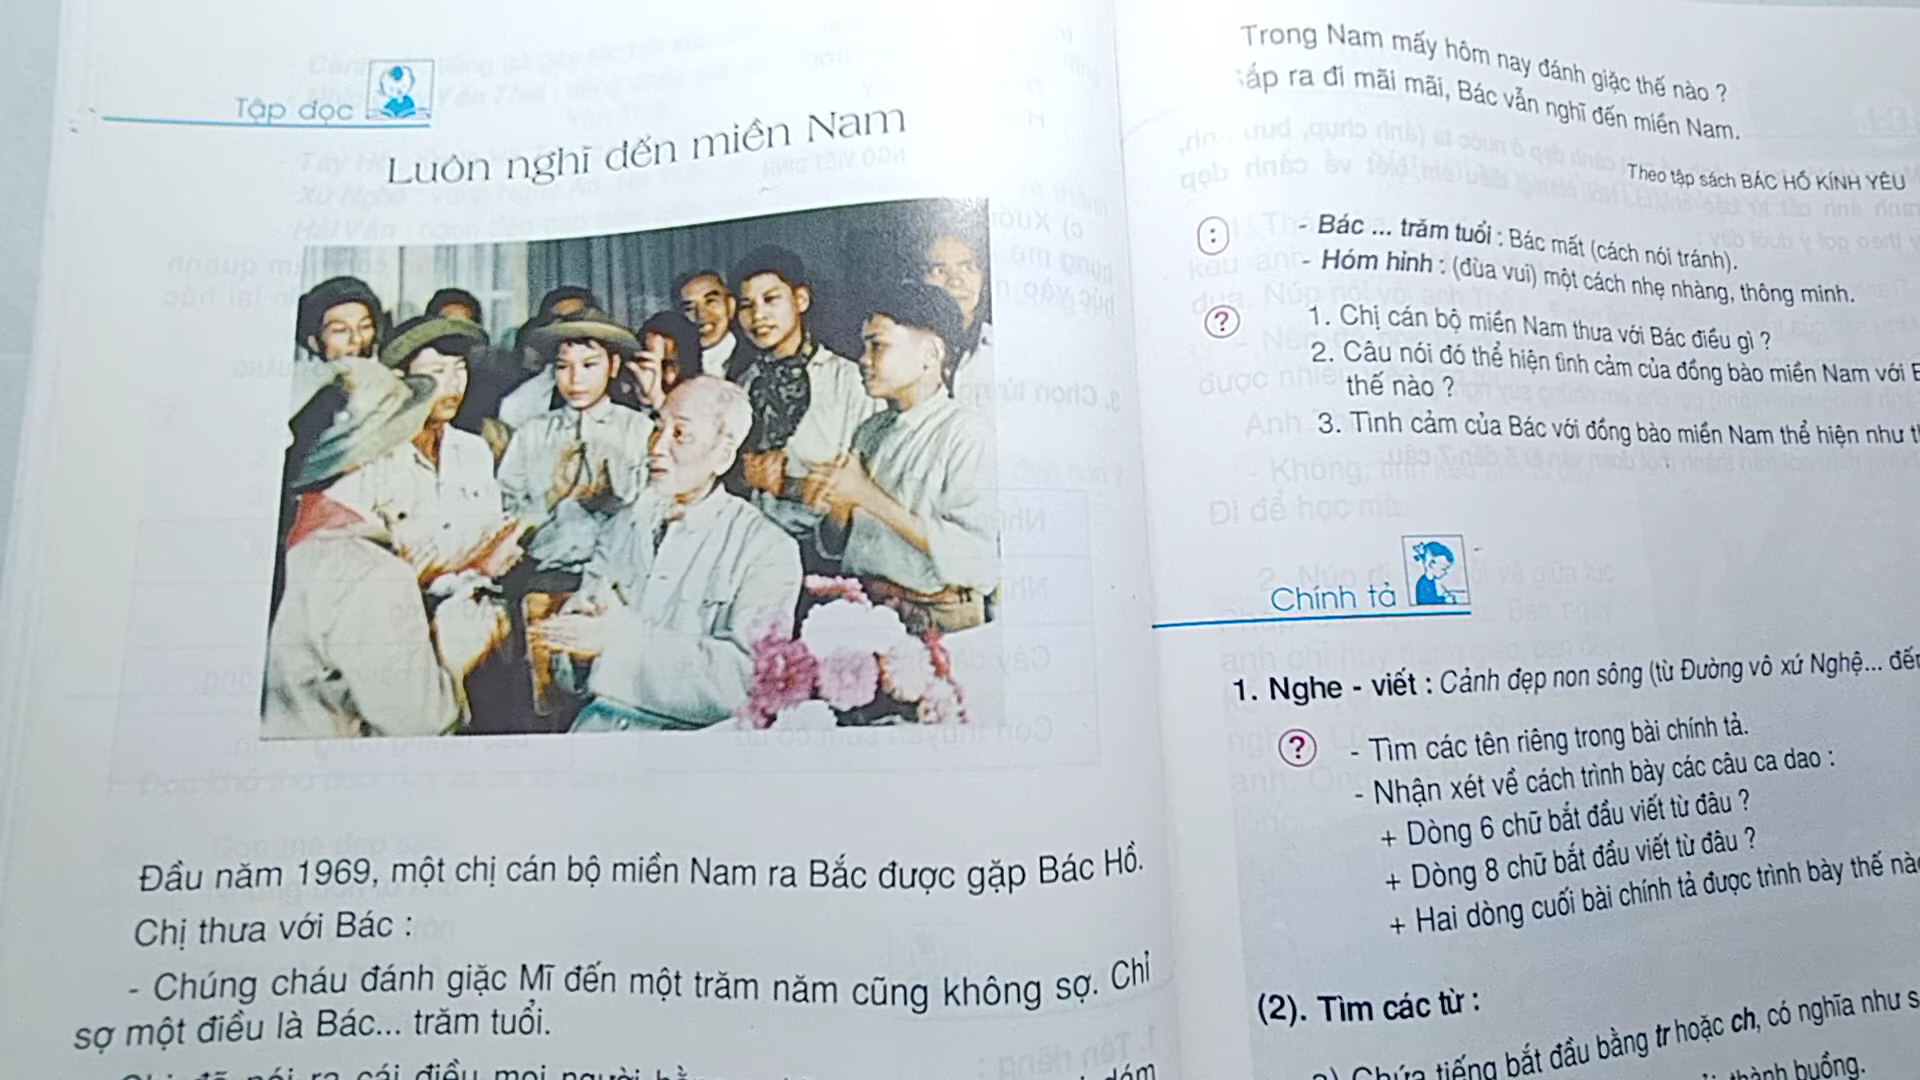 Tập đọc
Luôn nghĩ đến miền Nam
Đầu năm 1969, một chị cán bộ miền Nam ra Bắc được gặp Bác Hồ.
Chị thưa với Bác :
- Chúng cháu đánh giặc Mĩ đến một trăm năm cũng không sợ. Chỉ
sợ một điều là Bác... trăm tuổi.
Trong Nam mấy hôm nay đánh giặc thế nào ?
ra đi mãi mãi, Bác vẫn nghĩ đến miền Nam.
Theo tập sách BÁC HỒ KÍNH YÊU
- Bác ... trăm tuổi : Bác mất (cách nói tránh).
- Hóm hỉnh : (đùa vui) một cách nhẹ nhàng, thông minh.
? 1. Chị cán bộ miền Nam thưa với Bác điều gì ?
2. Câu nói đó thể hiện tình cảm của đồng bào miền Nam với
thế nào ?
3. Tình cảm của Bác với đồng bào miền Nam thể hiện như
Chính tả
1. Nghe - viết : Cảnh đẹp non sông (từ Đường vô xứ Nghệ...
? - Tìm các tên riêng trong bài chính tả.
- Nhận xét về cách trình bày các câu ca dao :
+ Dòng 6 chữ bắt đầu viết từ đâu ?
+ Dòng 8 chữ bắt đầu viết từ đâu ?
+ Hai dòng cuối bài chính tả được trình bày thế
(2). Tìm các từ :
tiếng bắt đầu bằng tr hoặc ch, có nghĩa như
buồng.